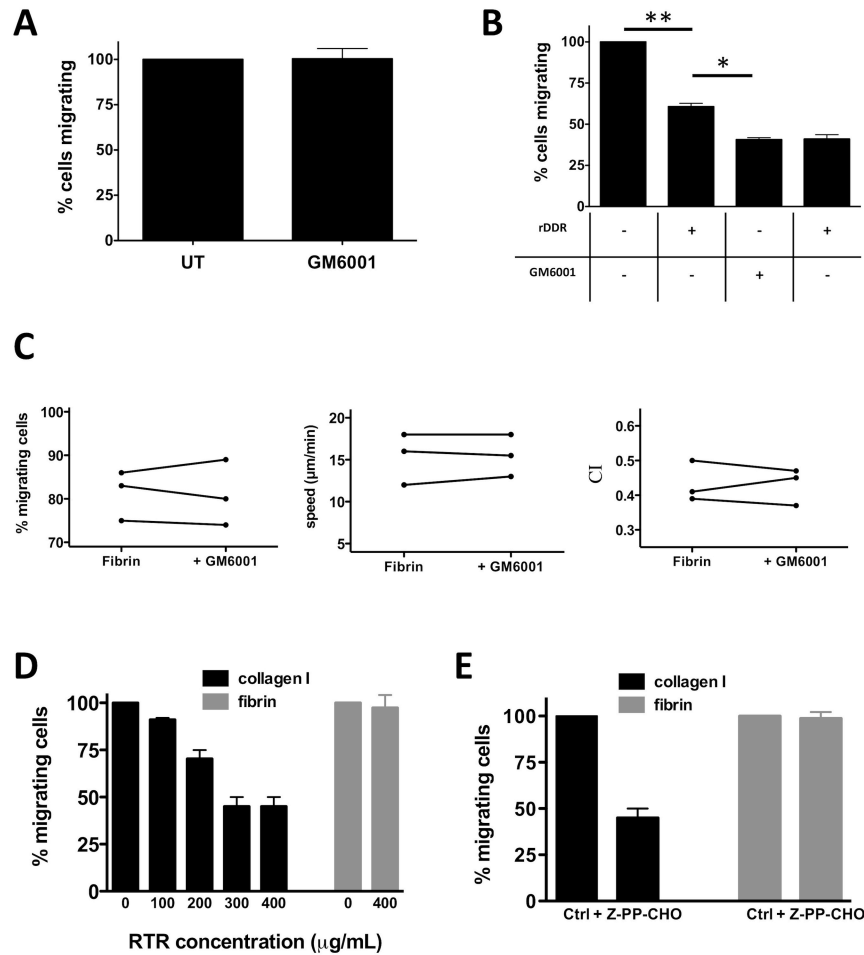 A
% cells migrating
100
75
50
25
0
UT GM6001
B
** 
*
% cells migrating
100
75
50
25
0
rDDR - + - +
GM6001 - - + -
C
% migrating cells
100
90
80
70
Fibrin + GM6001
speed (µm/min)
20
15
10
5
Fibrin + GM6001
CI
0.6
0.5
0.4
0.3
Fibrin + GM6001
D
collagen I
fibrin
% migrating cells
100
75
50
25
0
0 100 200 300 400 0 400
RTR concentration (µg/mL)
E
collagen I
fibrin
% migrating cells
100
75
50
25
0
Ctrl + Z-PP-CHO Ctrl + Z-PP-CHO